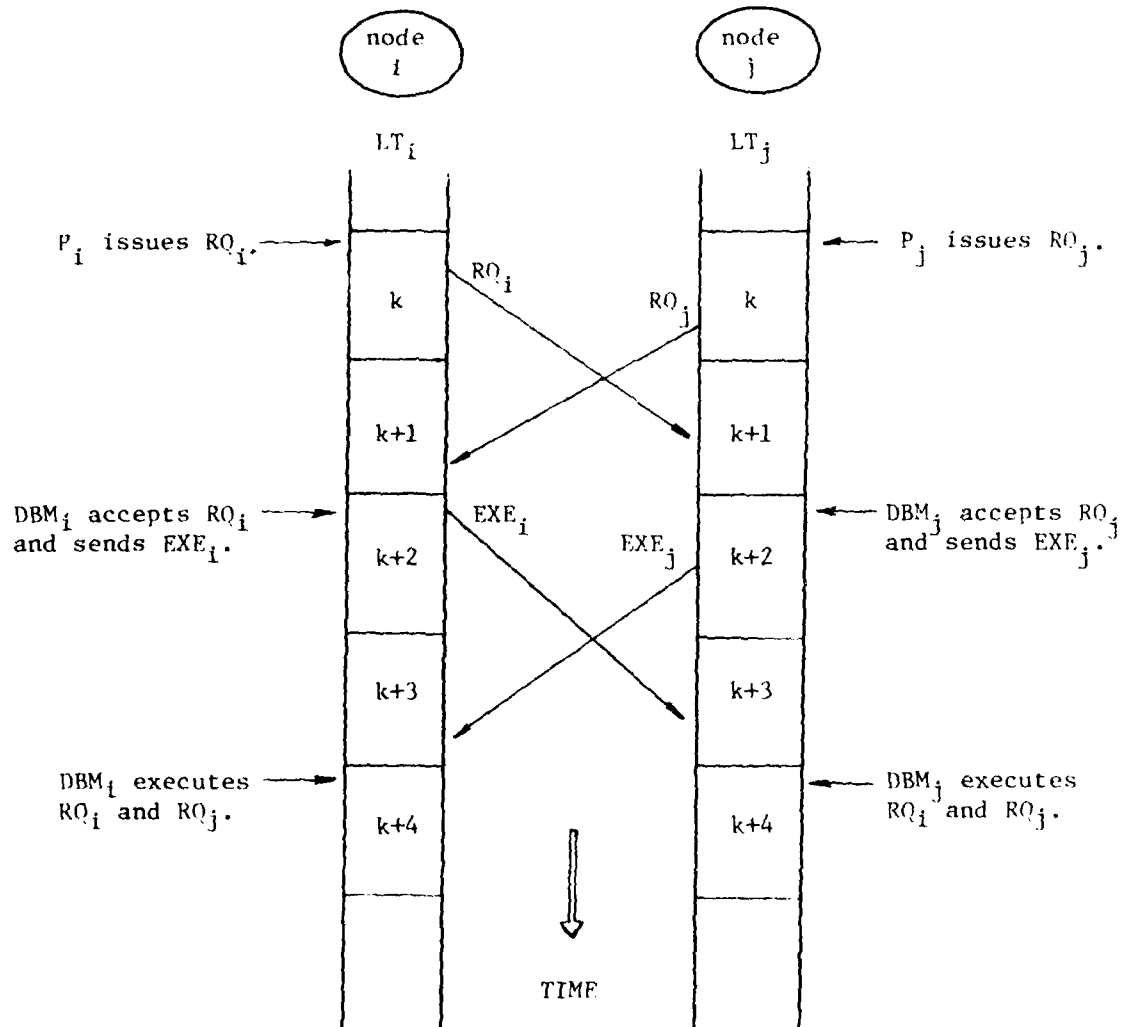 node
i
node
j
LT_i
LT_j
P_i issues RQ_i.
P_j issues RQ_j.
RQ_i
RQ_j
k
k
k+1
k+1
DBM_i accepts RQ_i
and sends EXE_i.
DBM_j accepts RQ_j
and sends EXE_j.
EXE_i
EXE_j
k+2
k+2
k+3
k+3
DBM_i executes
RQ_i and RQ_j.
DBM_j executes
RQ_i and RQ_j.
k+4
k+4
TIME